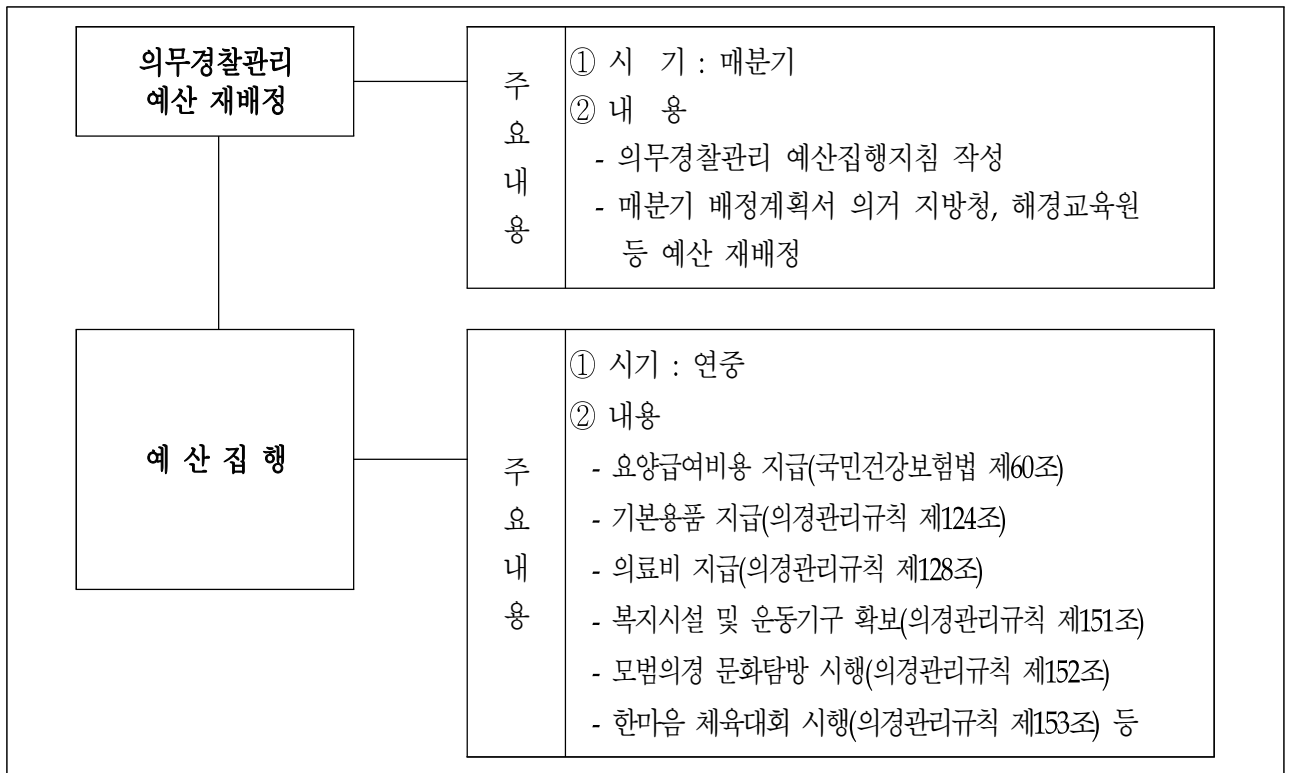 의무경찰관리
예산 재배정
주
요
내
용
① 시 기 : 매분기
② 내 용
- 의무경찰관리 예산집행지침 작성
- 매분기 배정계획서 의거 지방청, 해경교육원
등 예산 재배정
예 산 집 행
주
요
내
용
① 시기 : 연중
② 내용
- 요양급여비용 지급(국민건강보험법 제60조)
- 기본용품 지급(의경관리규칙 제124조)
- 의료비 지급(의경관리규칙 제128조)
- 복지시설 및 운동기구 확보(의경관리규칙 제151조)
- 모범의경 문화탐방 시행(의경관리규칙 제152조)
- 한마음 체육대회 시행(의경관리규칙 제153조) 등